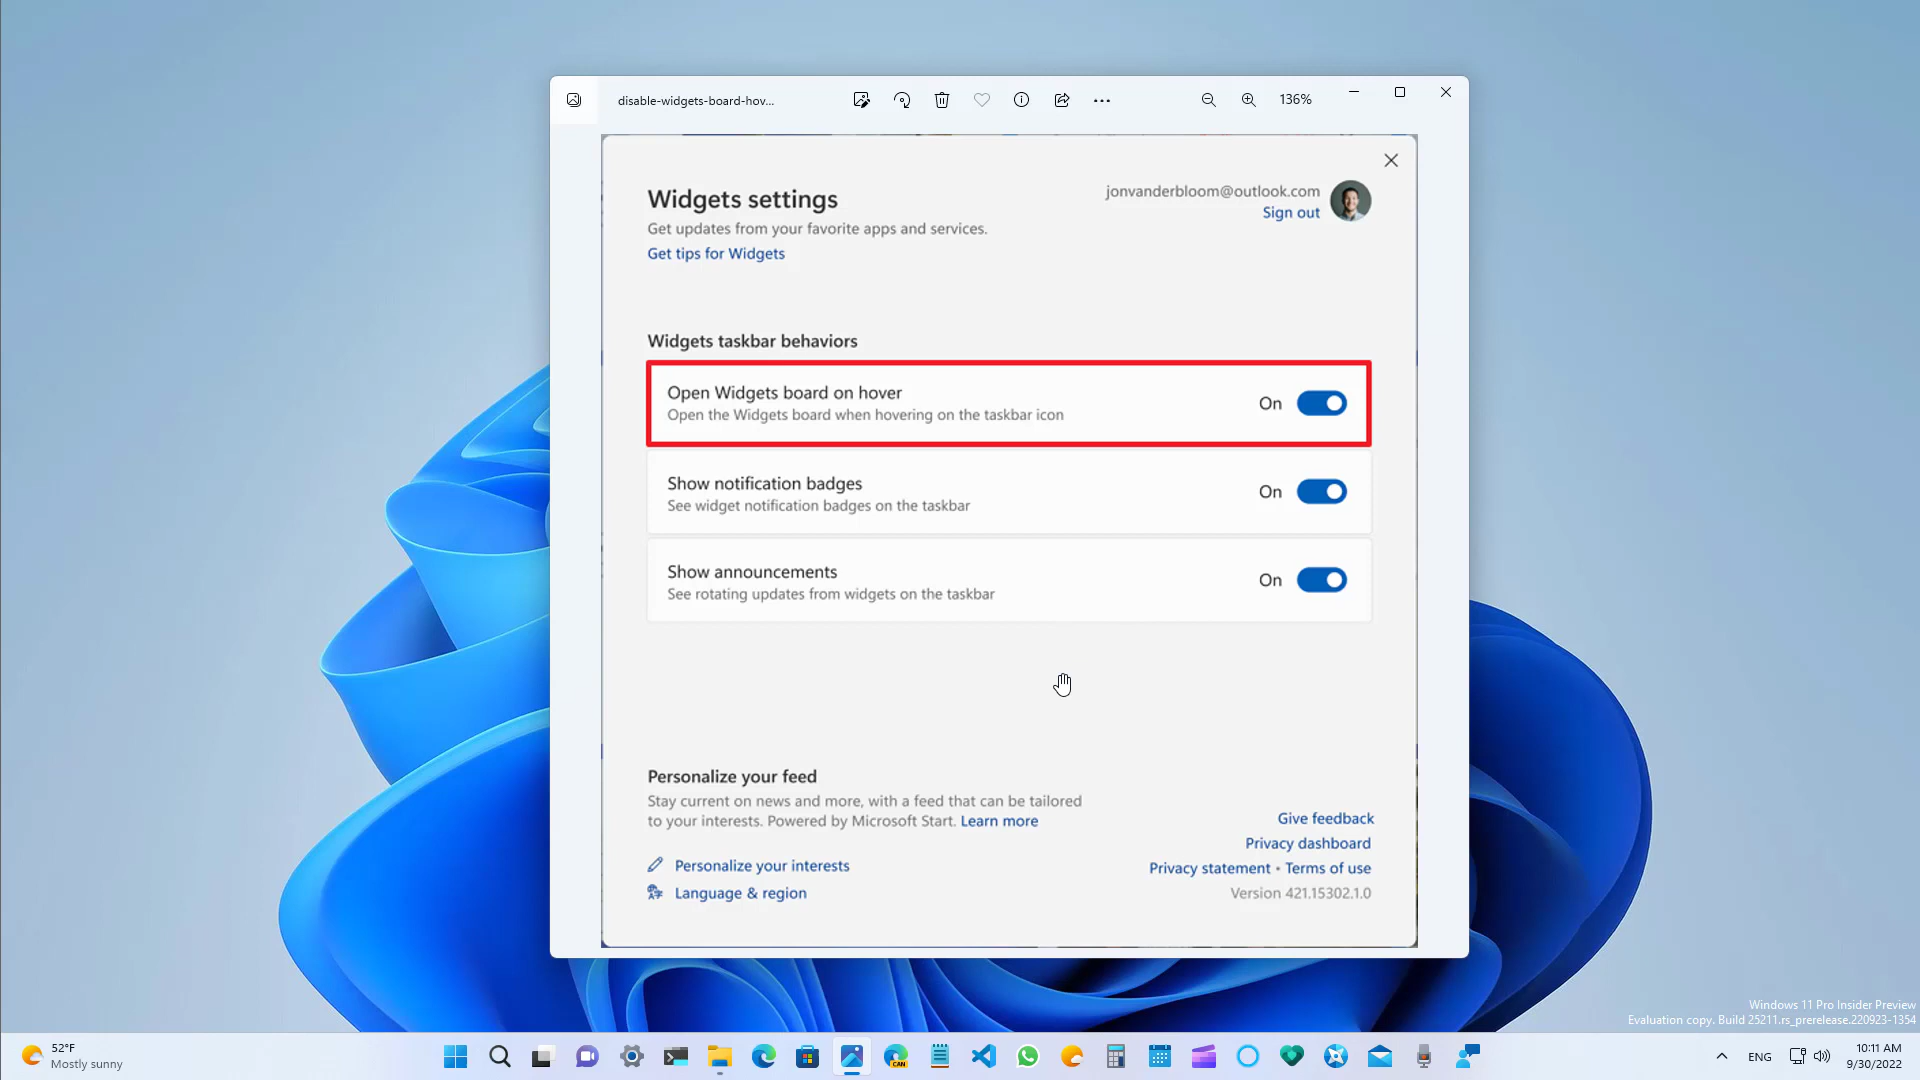 disable-widgets-board-hov...
136%
Widgets settings
jonvanderbloom@outlook.com
Sign out
Get updates from your favorite apps and services.
Get tips for Widgets
Widgets taskbar behaviors
Open Widgets board on hover
Open the Widgets board when hovering on the taskbar icon
On
Show notification badges
See widget notification badges on the taskbar
On
Show announcements
See rotating updates from widgets on the taskbar
On
Personalize your feed
Stay current on news and more, with a feed that can be tailored
to your interests. Powered by Microsoft Start. Learn more
Personalize your interests
Language & region
Give feedback
Privacy dashboard
Privacy statement • Terms of use
Version 421.15302.1.0
Windows 11 Pro Insider Preview
Evaluation copy. Build 25211.rs_prerelease.220923-1354
52°F
Mostly sunny
CAN
ENG
10:11 AM
9/30/2022